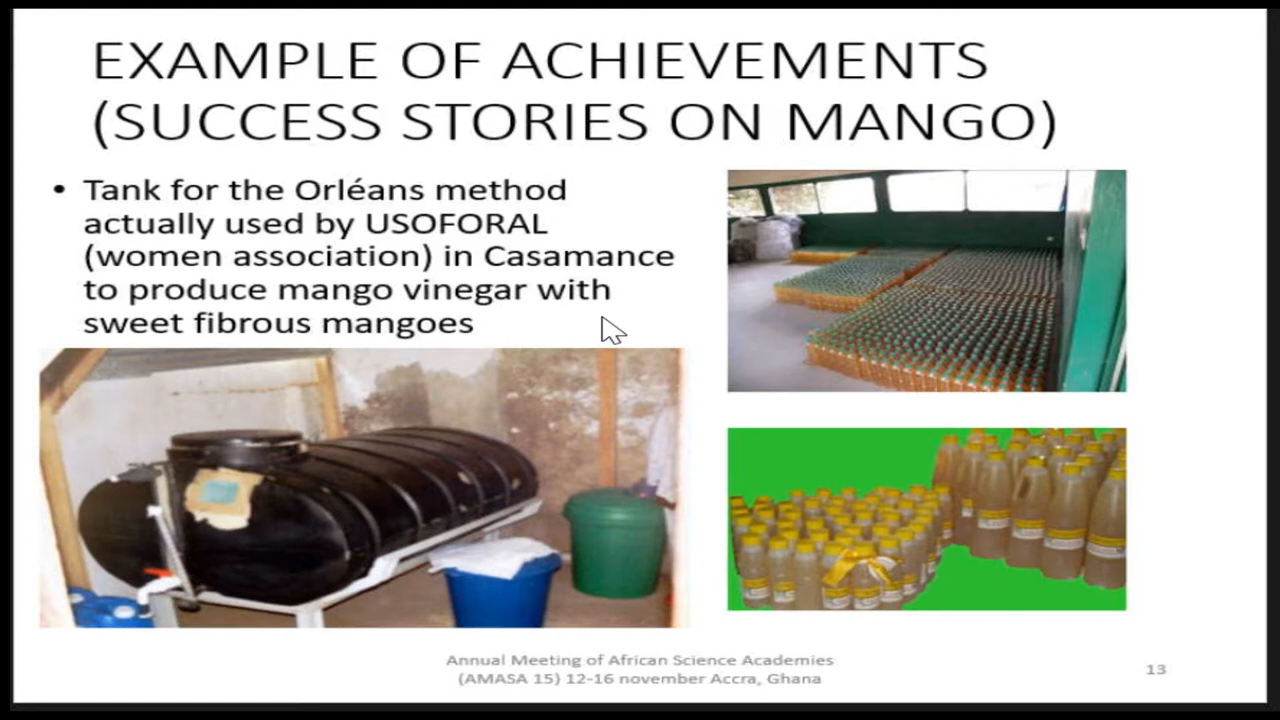 EXAMPLE OF ACHIEVEMENTS
(SUCCESS STORIES ON MANGO)
• Tank for the Orléans method
actually used by USOFORAL
(women association) in Casamance
to produce mango vinegar with
sweet fibrous mangoes
Annual Meeting of African Science Academies
(AMASA 15) 12-16 november Accra, Ghana
13